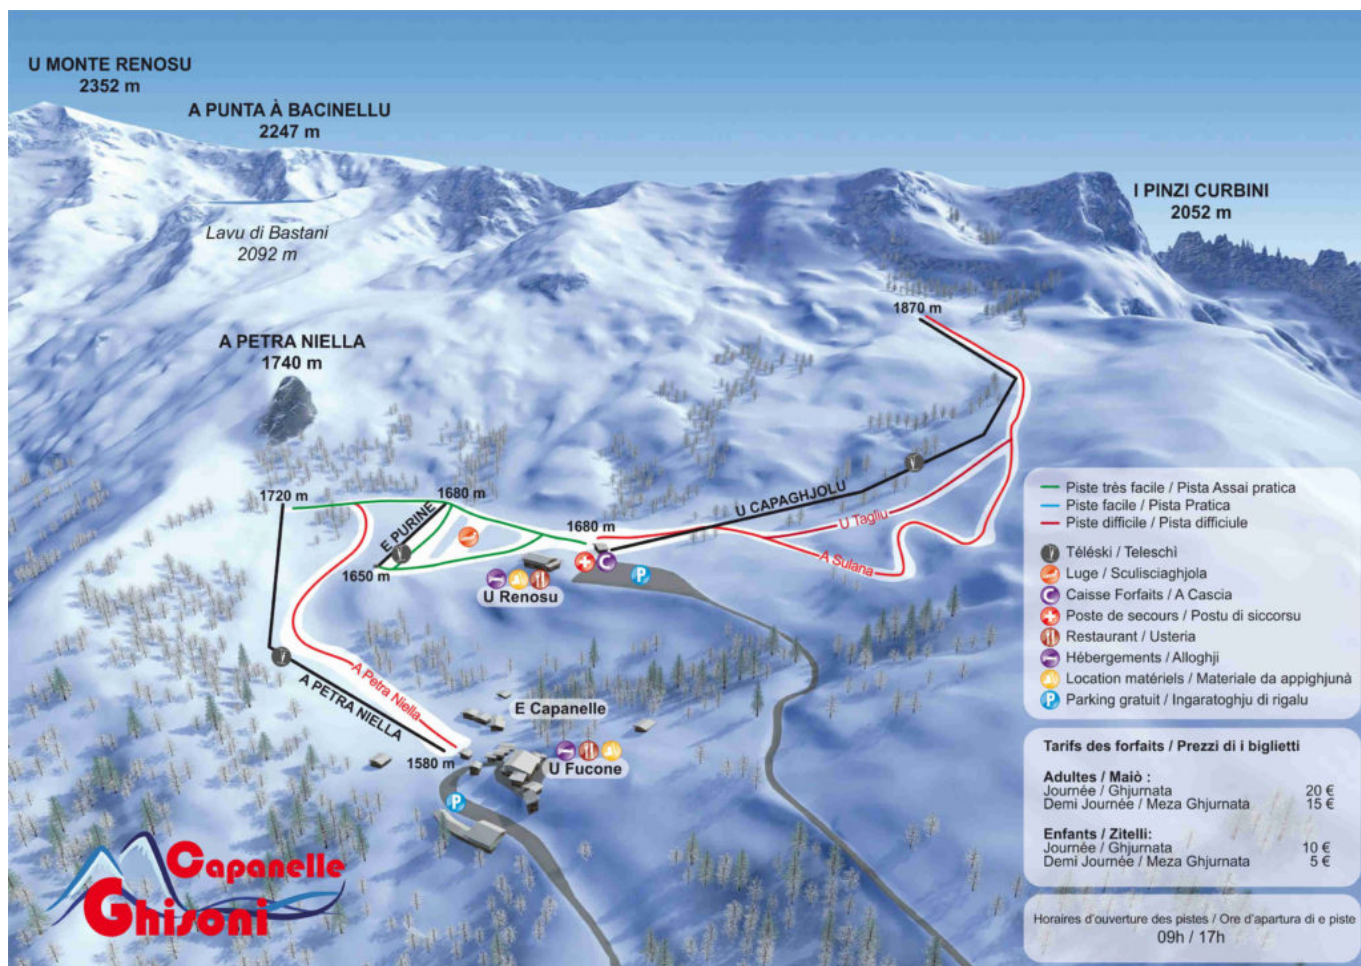 U MONTE RENOSU
2352 m
A PUNTA À BACINELLU
2247 m
Lavu di Bastani
2092 m
I PINZI CURBINI
2052 m
1870 m
A PETRA NIELLA
1740 m
1720 m
1680 m
E PURINE
1650 m
1680 m
U CAPAGHJOLU
U Tagliu
A Sulana
P
U Renosu
A Petra Niella
A PETRA NIELLA
E Capanelle
1580 m
U Fucone
P
Capanelle
Ghisoni
Piste très facile / Pista Assai pratica
Piste facile / Pista Pratica
Piste difficile / Pista difficiule
Téléski / Teleschì
Luge / Sculisciaghjola
Caisse Forfaits / A Cascia
Poste de secours / Postu di siccorsu
Restaurant / Usteria
Hébergements / Alloghji
Location matériels / Materiale da appighjunà
P Parking gratuit / Ingaratoghju di rigalu
Tarifs des forfaits / Prezzi di i biglietti
Adultes / Maiò :
Journée / Ghjurnata 20 €
Demi Journée / Meza Ghjurnata 15 €
Enfants / Zitelli:
Journée / Ghjurnata 10 €
Demi Journée / Meza Ghjurnata 5 €
Horaires d'ouverture des pistes / Ore d'apartura di e piste
09h / 17h